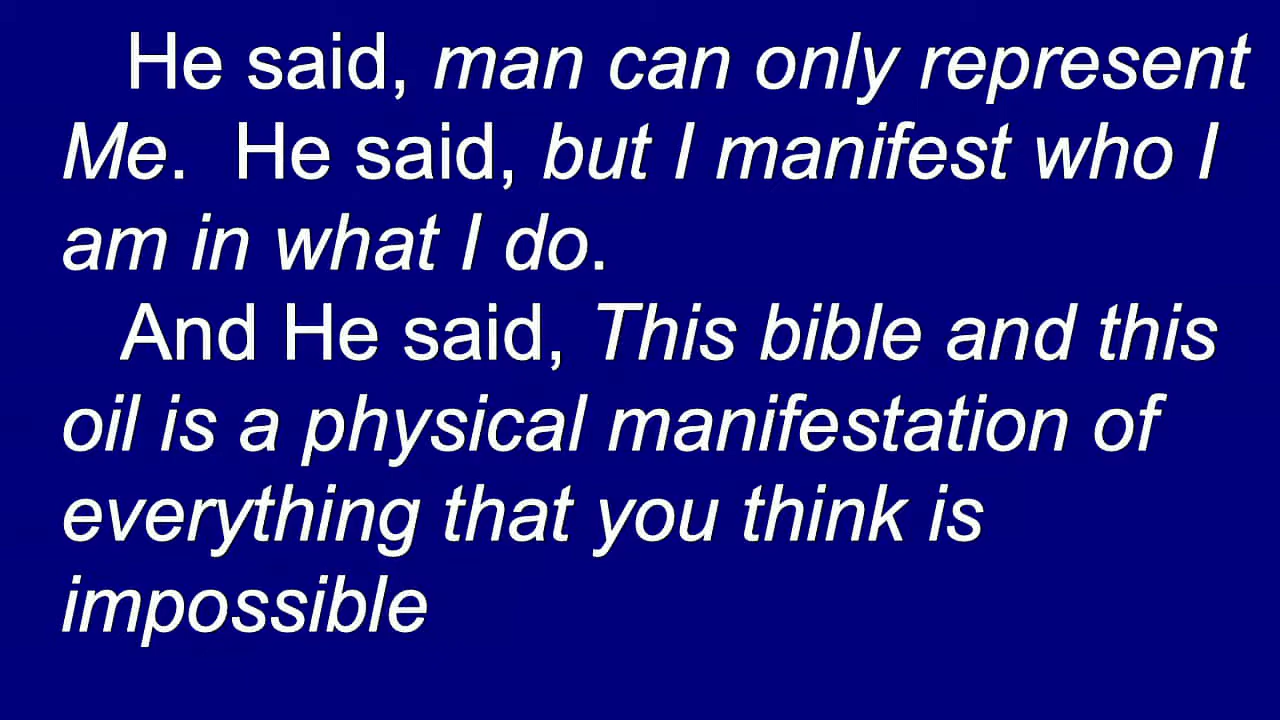 He said, man can only represent
Me. He said, but I manifest who I
am in what I do.
And He said, This bible and this
oil is a physical manifestation of
everything that you think is
impossible